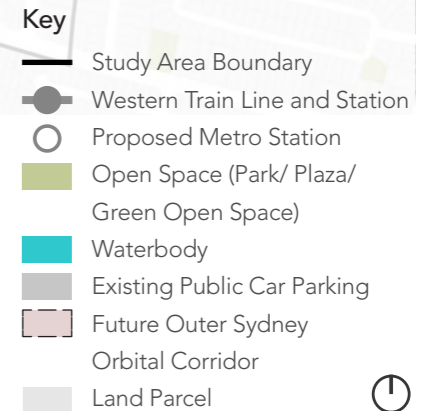 Key
Study Area Boundary
Western Train Line and Station
Proposed Metro Station
Open Space (Park/ Plaza/
Green Open Space)
Waterbody
Existing Public Car Parking
Future Outer Sydney
Orbital Corridor
Land Parcel